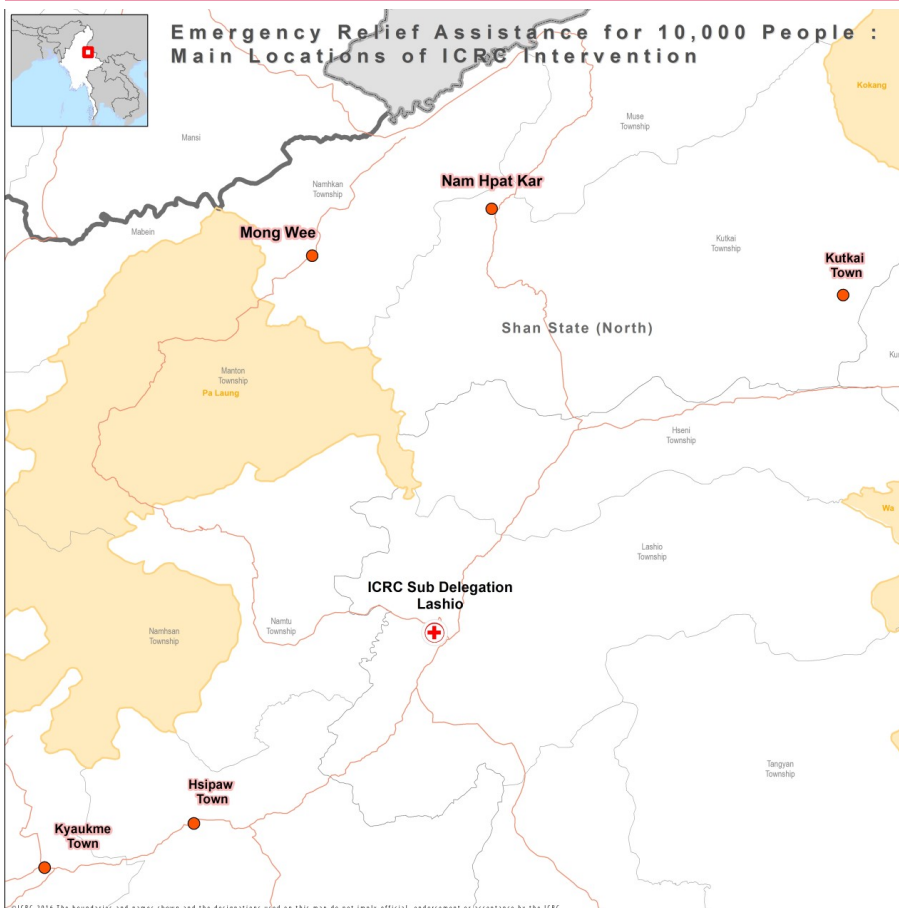 Emergency Relief Assistance for 10,000 People :
Main Locations of ICRC Intervention
Kokang
Muse
Township
Mansi
Namhkan
Township
Nam Hpat Kar
Mabein
Mong Wee
Kutkai
Township
Kutkai
Town
Shan State (North)
Manton
Township
Pa Laung
Hseni
Township
Wa
Lashio
Township
ICRC Sub Delegation
Lashio
Namhsan
Township
Namtu
Township
Tangyan
Township
Hsipaw
Town
Kyaukme
Town